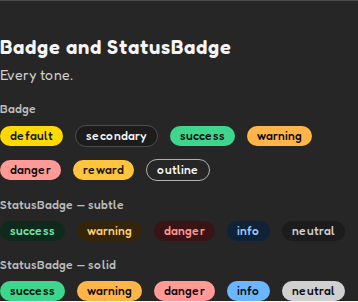 Badge and StatusBadge
Every tone.
Badge
default secondary success warning
danger reward outline
StatusBadge — subtle
success warning danger info neutral
StatusBadge — solid
success warning danger info neutral